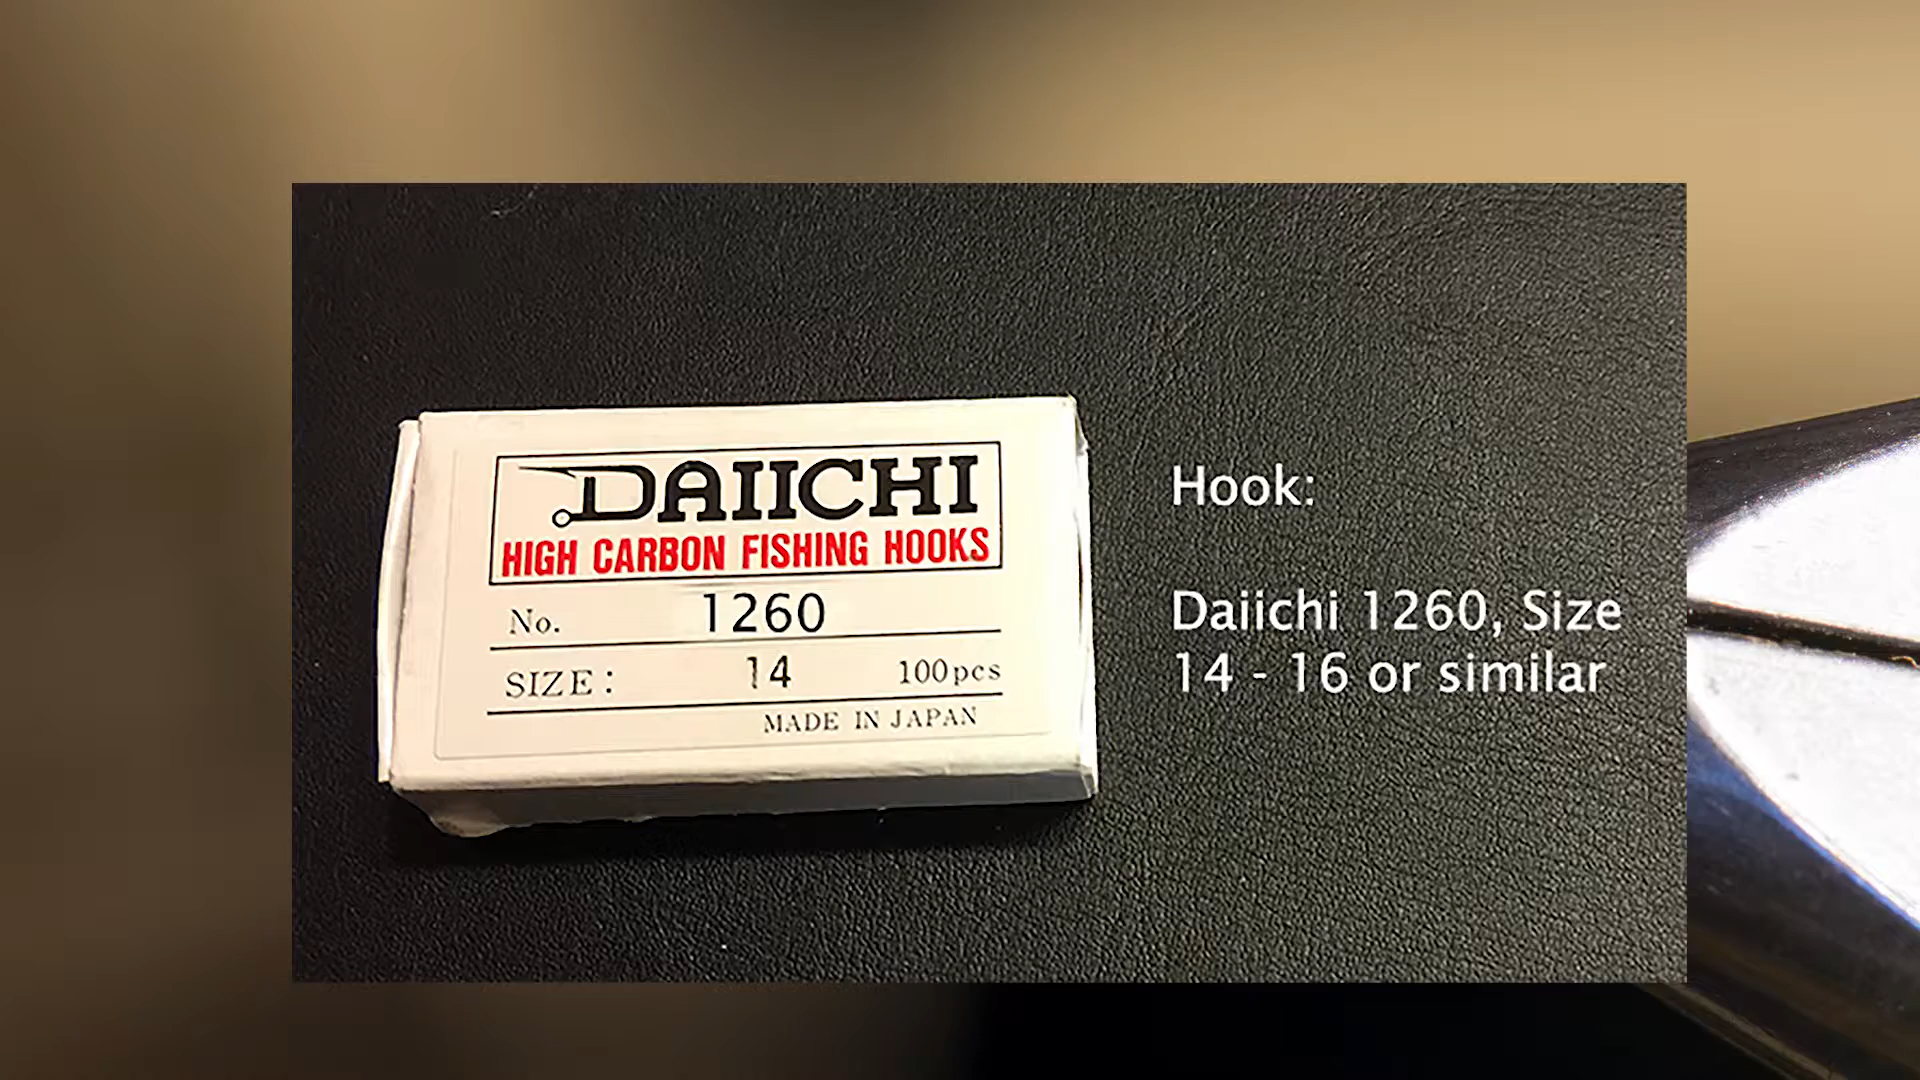 DAIICHI
HIGH CARBON FISHING HOOKS
No. 1260
SIZE: 14 100pcs
MADE IN JAPAN
Hook:
Daiichi 1260, Size
14 - 16 or similar